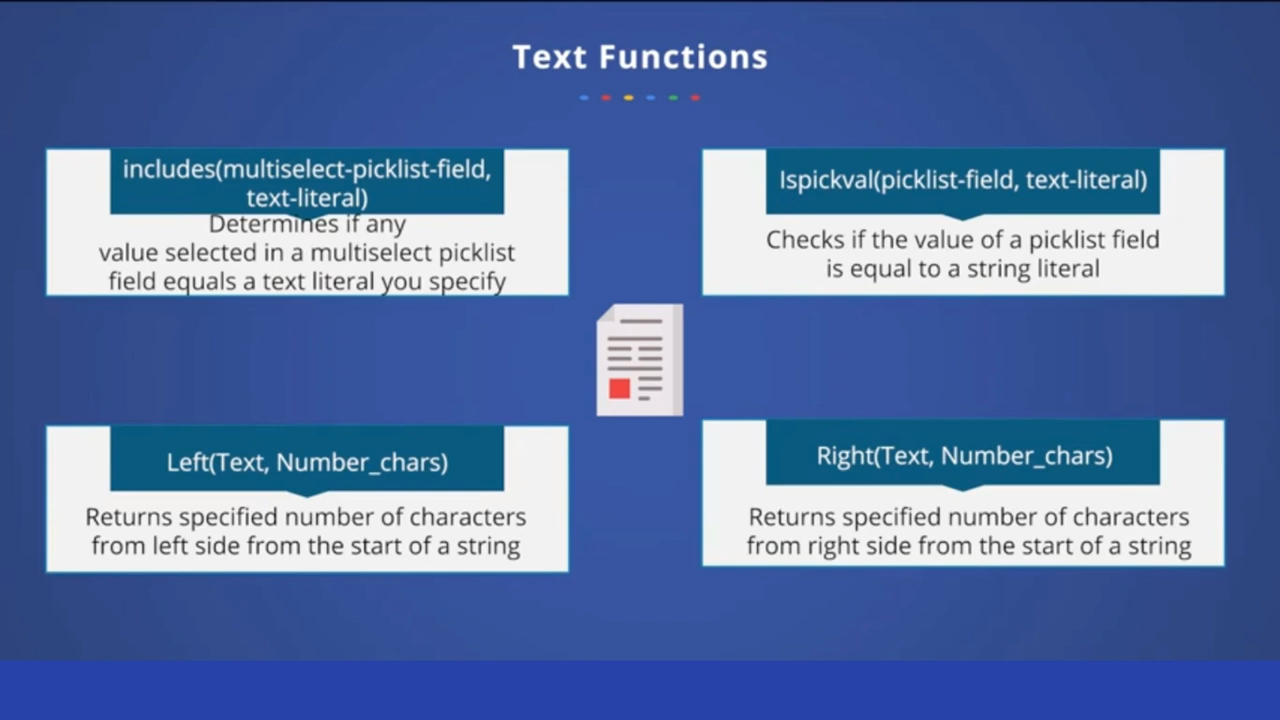 Text Functions
includes(multiselect-picklist-field,
text-literal)
Determines if any
value selected in a multiselect picklist
field equals a text literal you specify
Ispickval(picklist-field, text-literal)
Checks if the value of a picklist field
is equal to a string literal
Left(Text, Number_chars)
Returns specified number of characters
from left side from the start of a string
Right(Text, Number_chars)
Returns specified number of characters
from right side from the start of a string